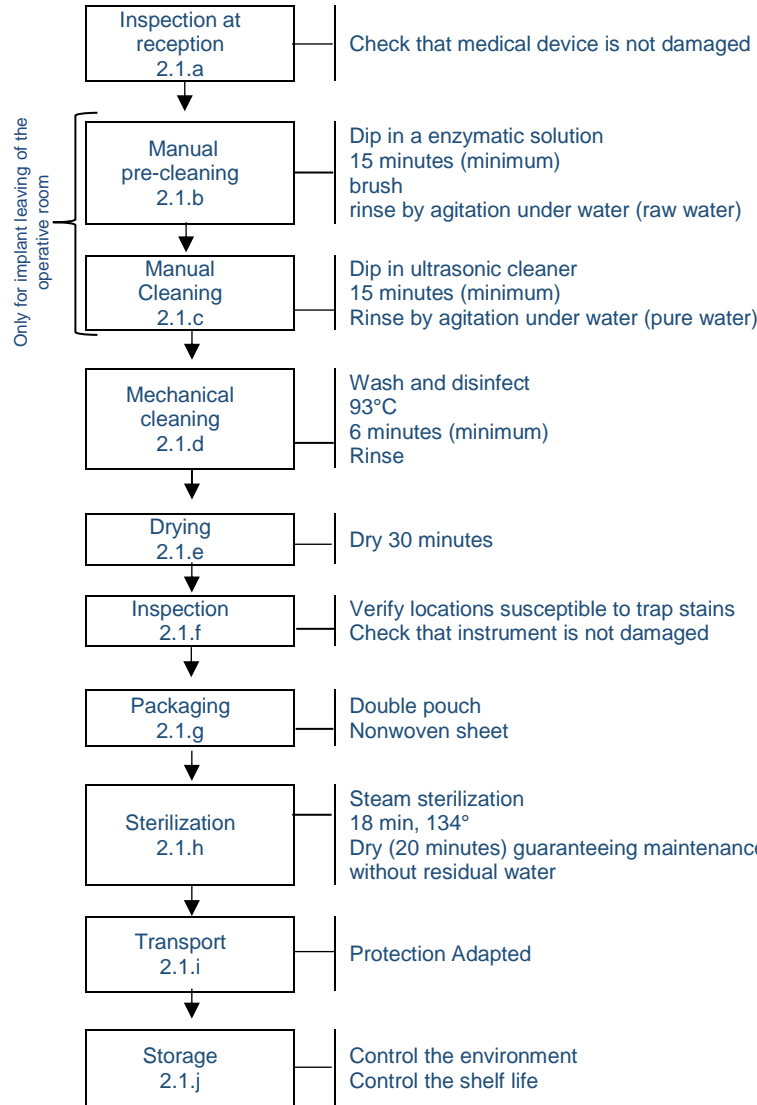 Inspection at
reception
2.1.a
Check that medical device is not damaged
Only for implant leaving of the
operative room
Manual
pre-cleaning
2.1.b
Dip in a enzymatic solution
15 minutes (minimum)
brush
rinse by agitation under water (raw water)
Manual
Cleaning
2.1.c
Dip in ultrasonic cleaner
15 minutes (minimum)
Rinse by agitation under water (pure water)
Mechanical
cleaning
2.1.d
Wash and disinfect
93°C
6 minutes (minimum)
Rinse
Drying
2.1.e
Dry 30 minutes
Inspection
2.1.f
Verify locations susceptible to trap stains
Check that instrument is not damaged
Packaging
2.1.g
Double pouch
Nonwoven sheet
Sterilization
2.1.h
Steam sterilization
18 min, 134°
Dry (20 minutes) guaranteeing maintenance
without residual water
Transport
2.1.i
Protection Adapted
Storage
2.1.j
Control the environment
Control the shelf life